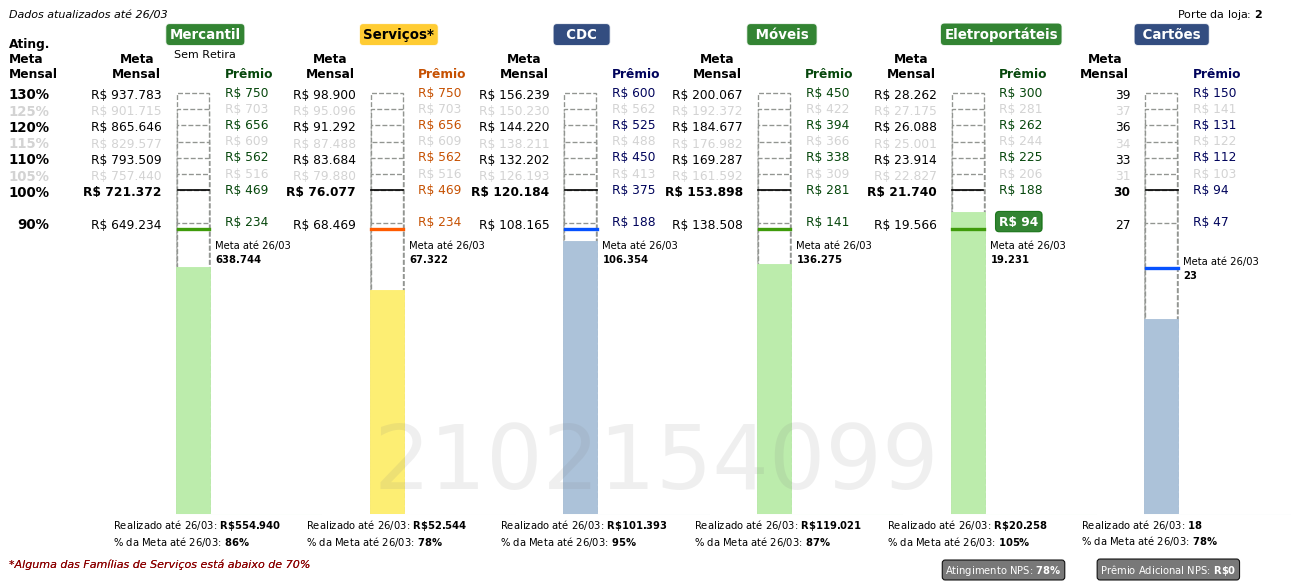 Dados atualizados até 26/03
Porte da loja: 2
Mercantil Serviços* CDC Móveis Eletroportáteis Cartões
Sem Retira
Ating. Meta Mensal
Meta Mensal Prêmio Meta Mensal Prêmio Meta Mensal Prêmio Meta Mensal Prêmio Meta Mensal Prêmio Meta Mensal Prêmio
130% R$ 937.783 R$ 750 R$ 98.900 R$ 750 R$ 156.239 R$ 600 R$ 200.067 R$ 450 R$ 28.262 R$ 300 39 R$ 150
125% R$ 901.715 R$ 703 R$ 95.096 R$ 703 R$ 150.230 R$ 562 R$ 192.372 R$ 422 R$ 27.175 R$ 281 37 R$ 141
120% R$ 865.646 R$ 656 R$ 91.292 R$ 656 R$ 144.220 R$ 525 R$ 184.677 R$ 394 R$ 26.088 R$ 262 36 R$ 131
115% R$ 829.577 R$ 609 R$ 87.488 R$ 609 R$ 138.211 R$ 488 R$ 176.982 R$ 366 R$ 25.001 R$ 244 34 R$ 122
110% R$ 793.509 R$ 562 R$ 83.684 R$ 562 R$ 132.202 R$ 450 R$ 169.287 R$ 338 R$ 23.914 R$ 225 33 R$ 112
105% R$ 757.440 R$ 516 R$ 79.880 R$ 516 R$ 126.193 R$ 413 R$ 161.592 R$ 309 R$ 22.827 R$ 206 31 R$ 103
100% R$ 721.372 R$ 469 R$ 76.077 R$ 469 R$ 120.184 R$ 375 R$ 153.898 R$ 281 R$ 21.740 R$ 188 30 R$ 94
90% R$ 649.234 R$ 234 R$ 68.469 R$ 234 R$ 108.165 R$ 188 R$ 138.508 R$ 141 R$ 19.566 R$ 94 27 R$ 47
Meta até 26/03 Meta até 26/03 Meta até 26/03 Meta até 26/03 Meta até 26/03 Meta até 26/03
638.744 67.322 106.354 136.275 19.231 23
2102154099
Realizado até 26/03: R$554.940 Realizado até 26/03: R$52.544 Realizado até 26/03: R$101.393 Realizado até 26/03: R$119.021 Realizado até 26/03: R$20.258 Realizado até 26/03: 18
% da Meta até 26/03: 86% % da Meta até 26/03: 78% % da Meta até 26/03: 95% % da Meta até 26/03: 87% % da Meta até 26/03: 105% % da Meta até 26/03: 78%
*Alguma das Famílias de Serviços está abaixo de 70%
Atingimento NPS: 78% Prêmio Adicional NPS: R$0